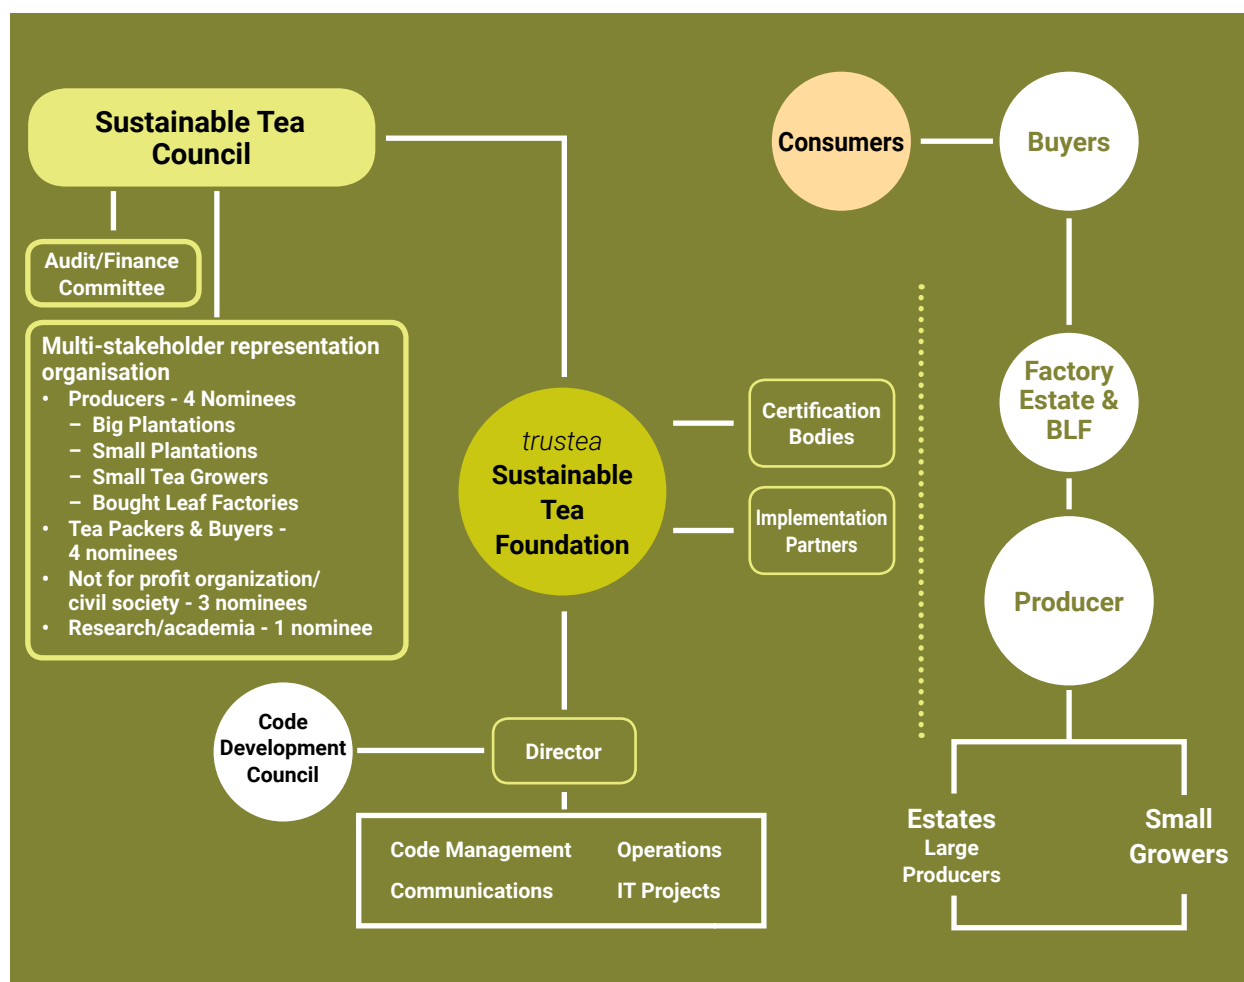 Sustainable Tea
Council
Audit/Finance
Committee
Multi-stakeholder representation
organisation
• Producers - 4 Nominees
– Big Plantations
– Small Plantations
– Small Tea Growers
– Bought Leaf Factories
• Tea Packers & Buyers -
4 nominees
• Not for profit organization/
civil society - 3 nominees
• Research/academia - 1 nominee
trustea
Sustainable
Tea
Foundation
Certification
Bodies
Implementation
Partners
Code
Development
Council
Director
Code Management
Operations
Communications
IT Projects
Consumers
Buyers
Factory
Estate &
BLF
Producer
Estates
Large
Producers
Small
Growers